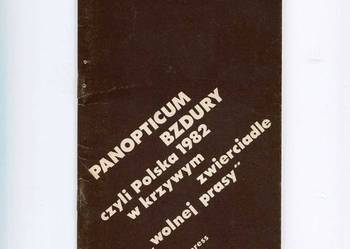 PANOPTICUM
BZDURY
czyli Polska 1982
w krzywym
zwierciadle
wolnej prasy"